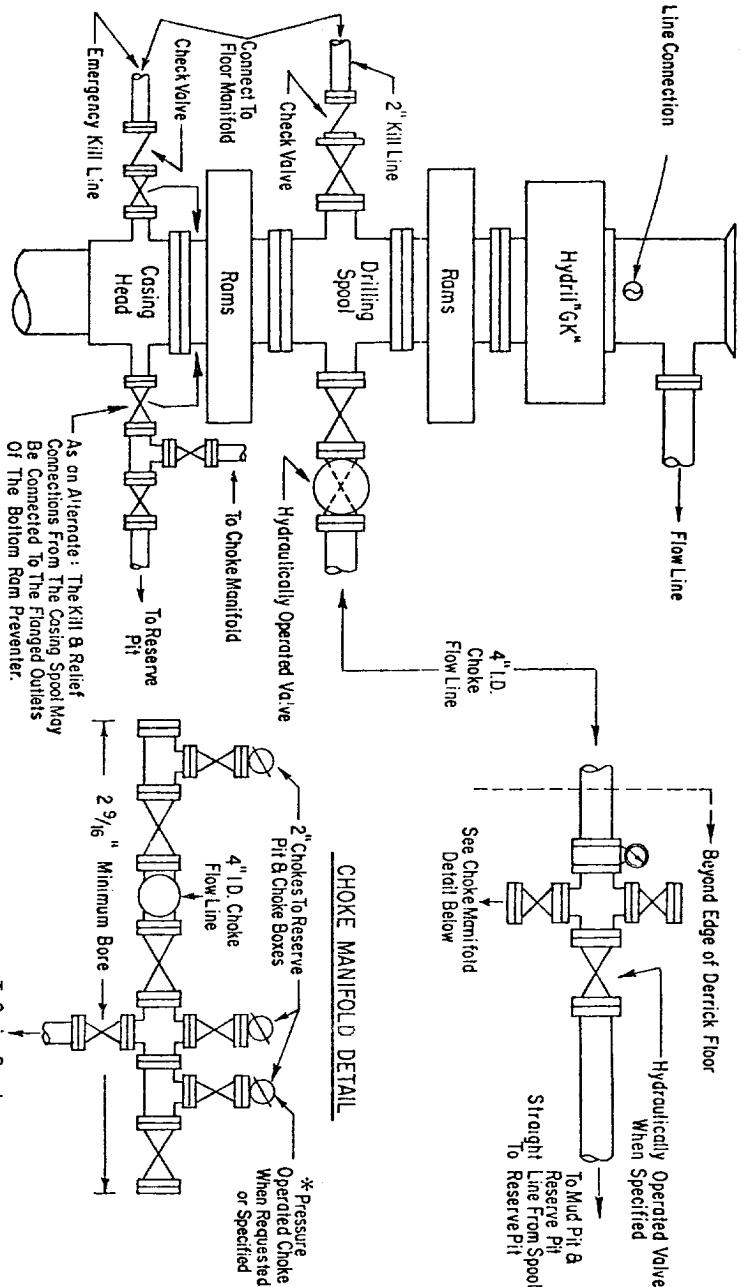 Line Connection
Flow Line
Hydril "GK"
Rams
2" Kill Line
Check Valve
Drilling
Spool
Hydraulically Operated Valve
Connect To
Floor Manifold
Rams
Check Valve
Emergency Kill Line
Casing
Head
To Choke Manifold
To Reserve
Pit
As an Alternate: The Kill & Relief
Connections From The Casing Spool May
Be Connected To The Flanged Outlets
Of The Bottom Ram Preventer.
4" I.D.
Choke
Flow Line
Beyond Edge of Derrick Floor
Hydraulically Operated Valve
When Specified
To Mud Pit &
Reserve Pit
Straight Line From Spool
To Reserve Pit
See Choke Manifold
Detail Below
CHOKE MANIFOLD DETAIL
2" Chokes To Reserve
Pit & Choke Boxes
4" I.D. Choke
Flow Line
*Pressure
Operated Choke
When Requested
or Specified
2 9/16" Minimum Bore